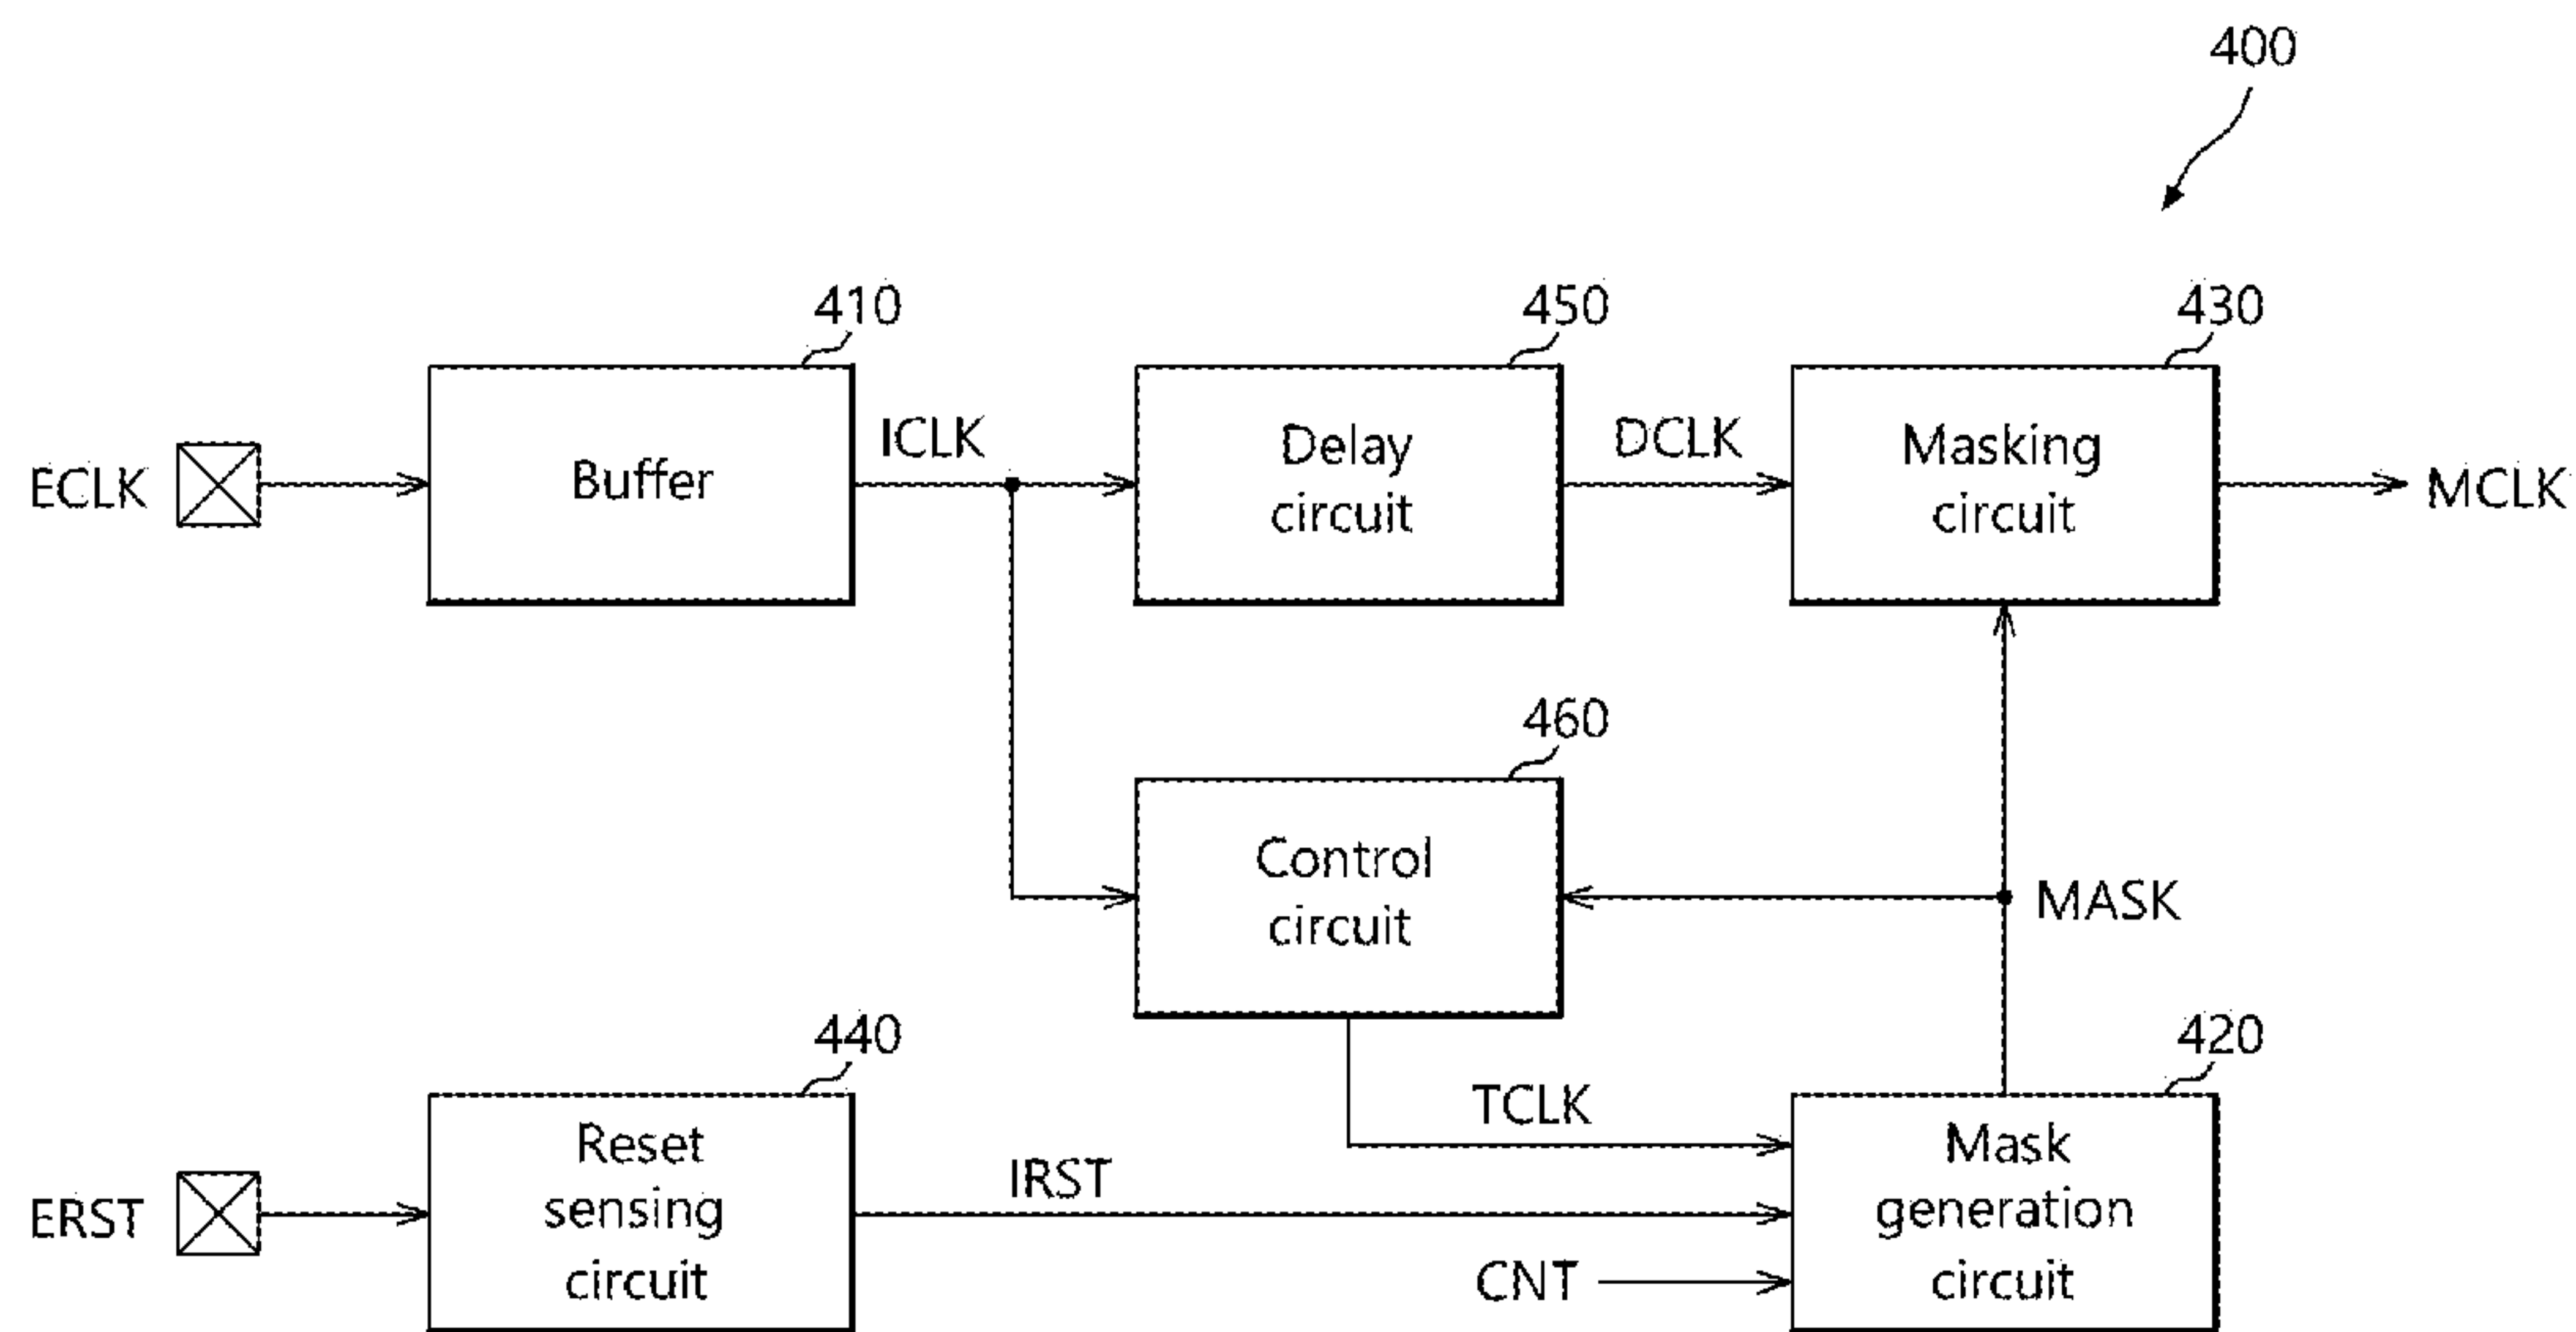 400
410
450
430
ECLK
Buffer
ICLK
Delay
circuit
DCLK
Masking
circuit
MCLK
460
Control
circuit
MASK
440
420
TCLK
ERST
Reset
sensing
circuit
IRST
CNT
Mask
generation
circuit